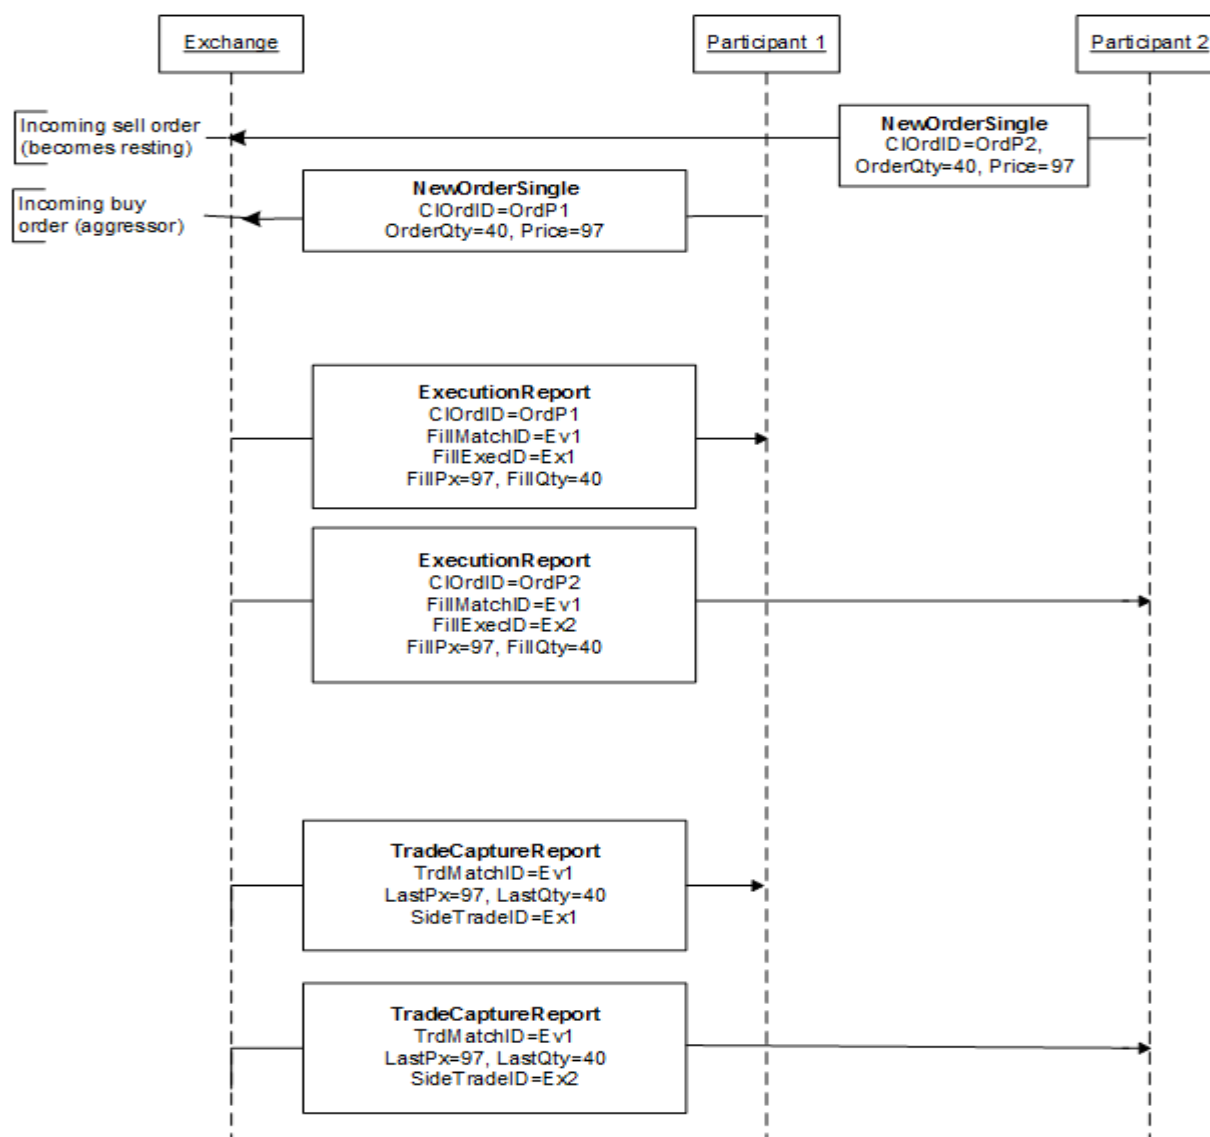 Exchange
Participant 1
Participant 2
Incoming sell order
(becomes resting)
NewOrderSingle
ClOrdID=OrdP2,
OrderQty=40, Price=97
Incoming buy
order (aggressor)
NewOrderSingle
ClOrdID=OrdP1
OrderQty=40, Price=97
ExecutionReport
ClOrdID=OrdP1
FillMatchID=Ev1
FillExecID=Ex1
FillPx=97, FillQty=40
ExecutionReport
ClOrdID=OrdP2
FillMatchID=Ev1
FillExecID=Ex2
FillPx=97, FillQty=40
TradeCaptureReport
TrdMatchID=Ev1
LastPx=97, LastQty=40
SideTradeID=Ex1
TradeCaptureReport
TrdMatchID=Ev1
LastPx=97, LastQty=40
SideTradeID=Ex2